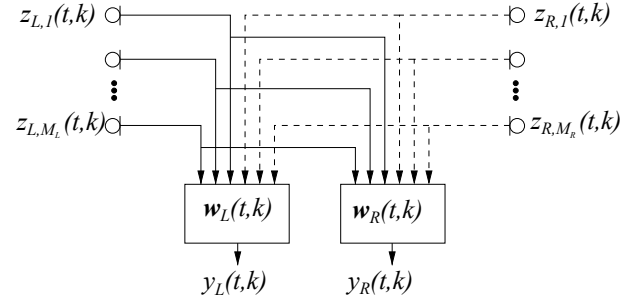 z_{L,1}(t,k)
z_{R,1}(t,k)
z_{L,M_L}(t,k)
z_{R,M_R}(t,k)
w_L(t,k)
w_R(t,k)
y_L(t,k)
y_R(t,k)